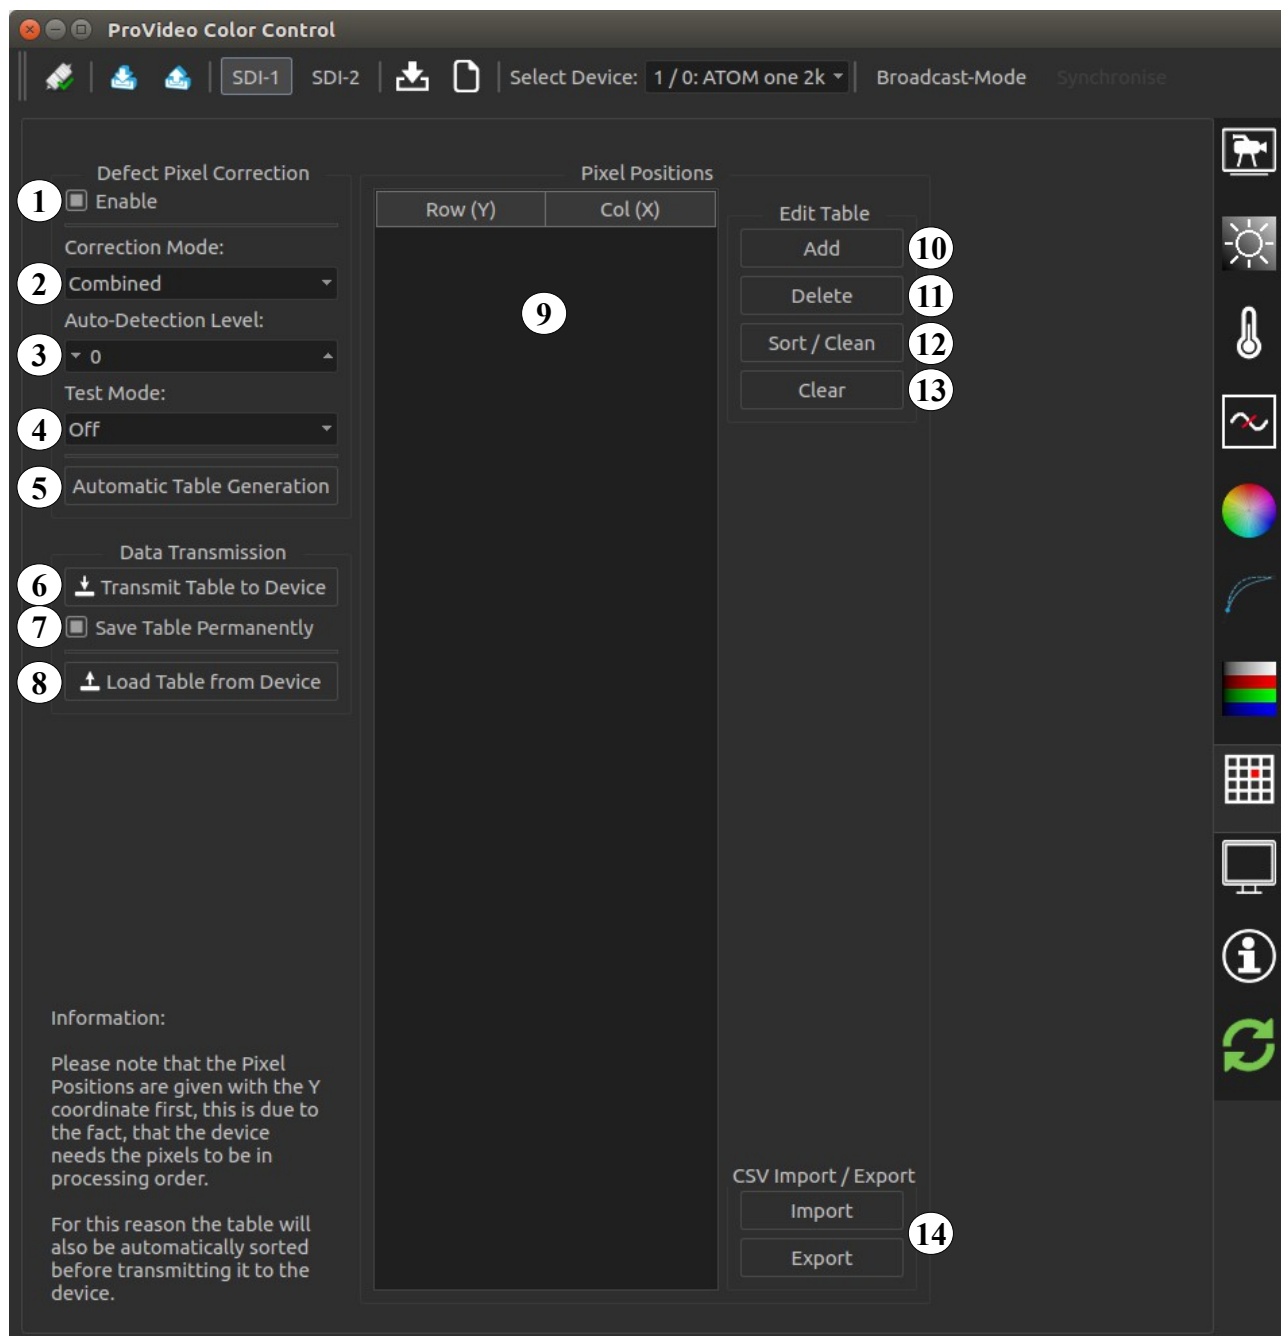 ProVideo Color Control
SDI-1 SDI-2 Select Device: 1 / 0: ATOM one 2k Broadcast-Mode Synchronise
Defect Pixel Correction
1 Enable
Correction Mode:
2 Combined
Auto-Detection Level:
3 0
Test Mode:
4 Off
5 Automatic Table Generation
Data Transmission
6 Transmit Table to Device
7 Save Table Permanently
8 Load Table from Device
Information:
Please note that the Pixel
Positions are given with the Y
coordinate first, this is due to
the fact, that the device
needs the pixels to be in
processing order.
For this reason the table will
also be automatically sorted
before transmitting it to the
device.
Pixel Positions
Row (Y) Col (X)
9
Edit Table
Add 10
Delete 11
Sort / Clean 12
Clear 13
CSV Import / Export
Import
14
Export